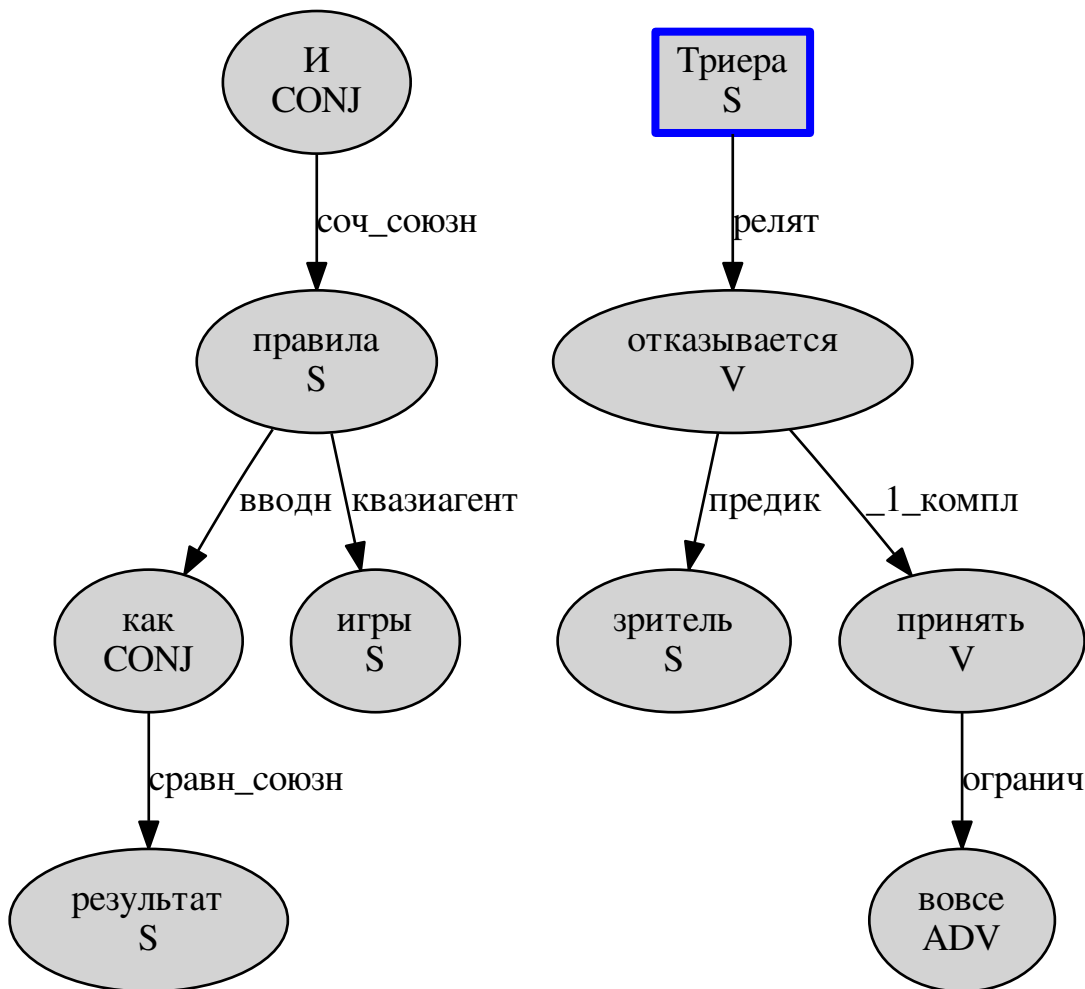 И
CONJ
Триера
S
соч_союзн
релят
правила
S
отказывается
V
вводн
квазиагент
предик
_1_компл
как
CONJ
игры
S
зритель
S
принять
V
сравн_союзн
огранич
результат
S
вовсе
ADV